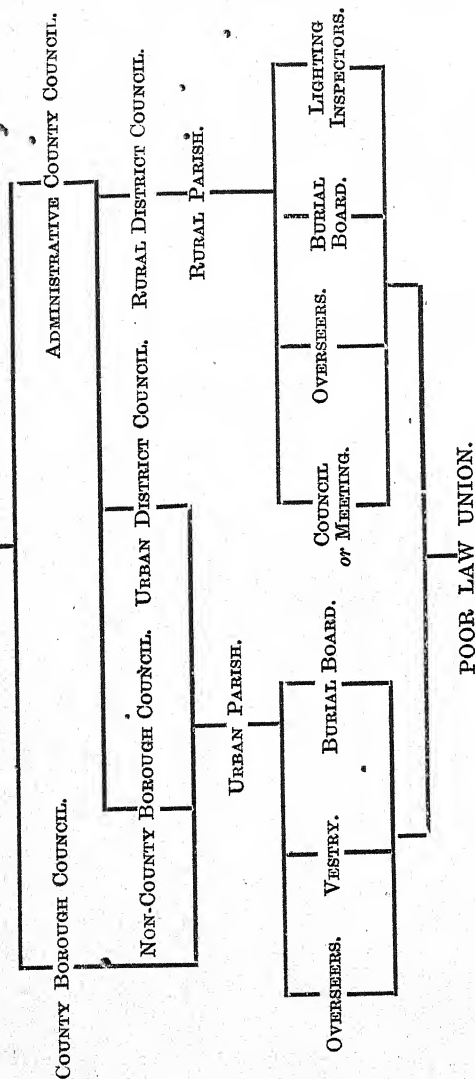 COUNTY BOROUGH COUNCIL.
ADMINISTRATIVE COUNTY COUNCIL.
NON-COUNTY BOROUGH COUNCIL.
URBAN DISTRICT COUNCIL.
RURAL DISTRICT COUNCIL.
URBAN PARISH.
RURAL PARISH.
OVERSEERS.
VESTRY.
BURIAL BOARD.
COUNCIL
or MEETING.
OVERSEERS.
BURIAL
BOARD.
LIGHTING
INSPECTORS.
POOR LAW UNION.